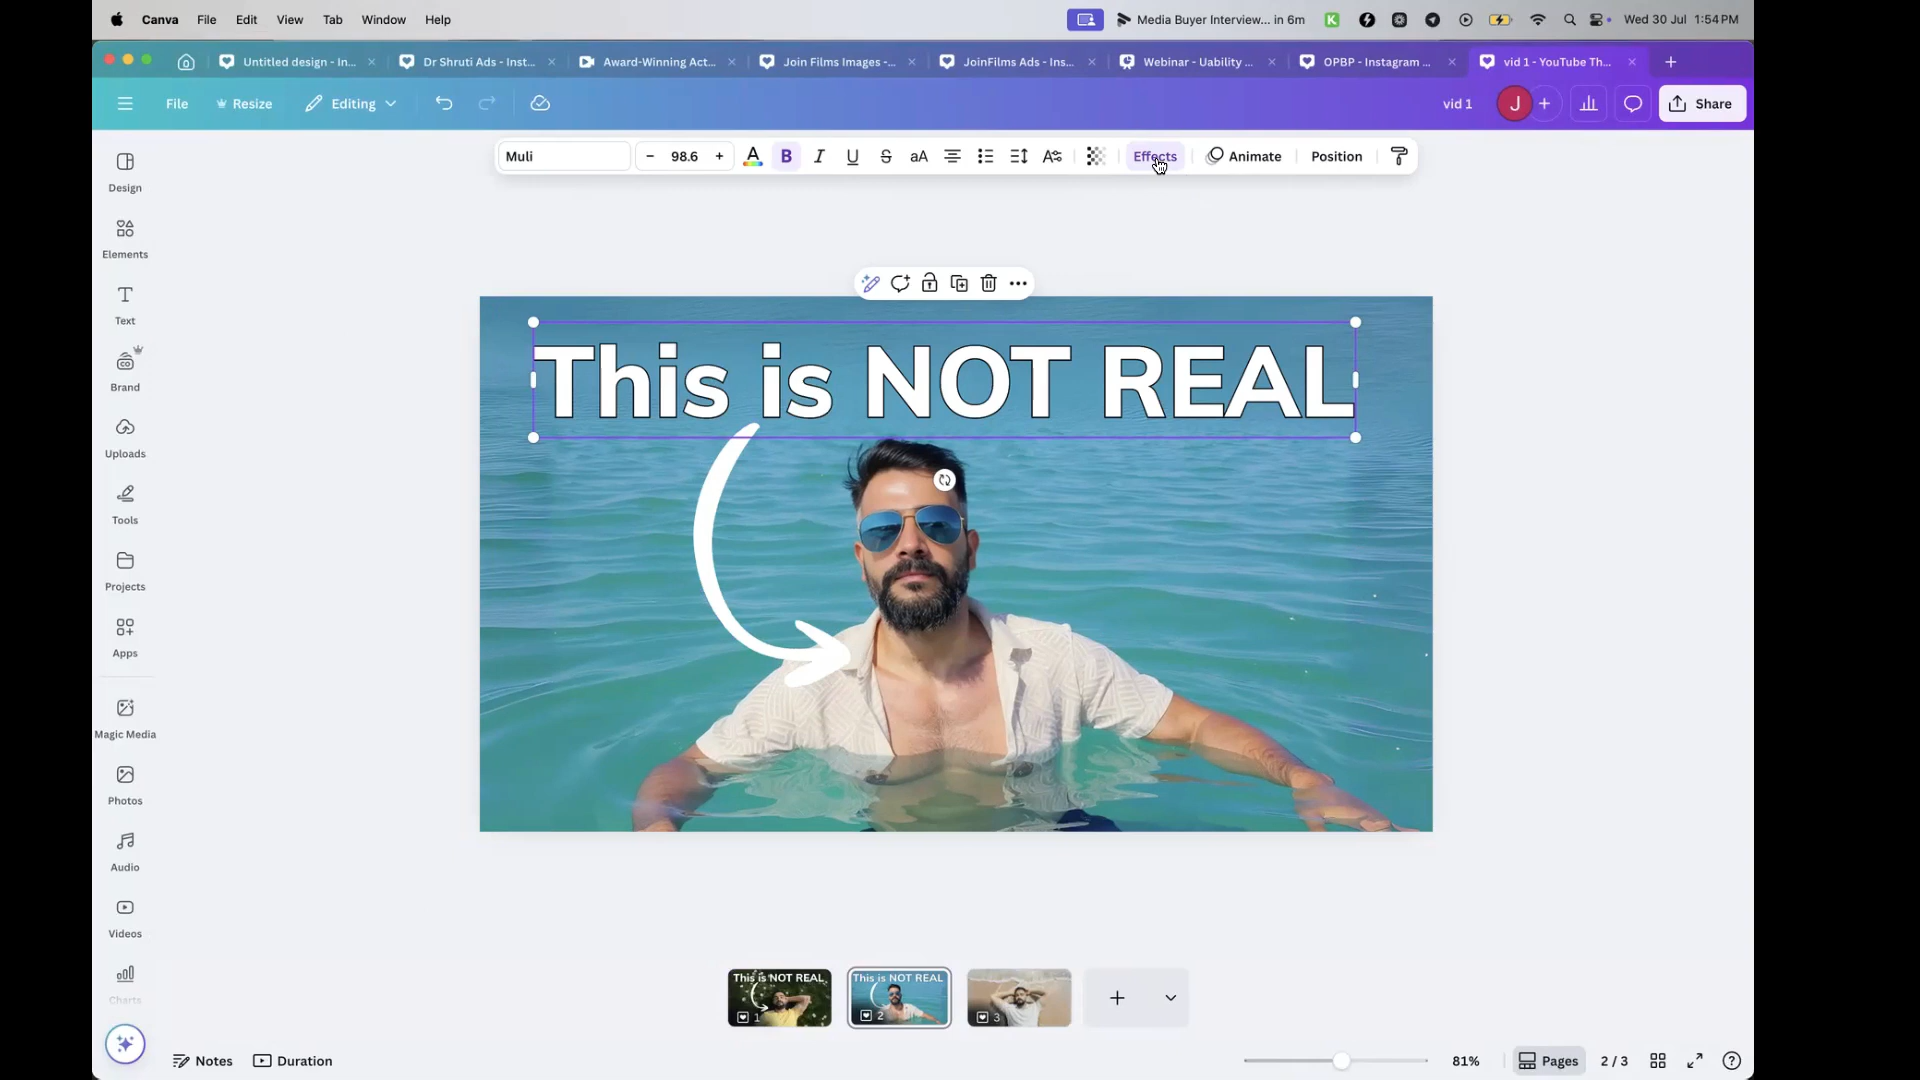 Canva File Edit View Tab Window Help Media Buyer Interview... in 6m Wed 30 Jul 1:54 PM
Untitled design - In... Dr Shruti Ads - Inst... Award-Winning Act... Join Films Images -... JoinFilms Ads - Ins... Webinar - Uability ... OPBP - Instagram ... vid 1 - YouTube Th...
File Resize Editing vid 1 J Share
Muli 98.6 A B I U S aA Effects Animate Position
Design
Elements
Text
Brand
Uploads
Tools
Projects
Apps
Magic Media
Photos
Audio
Videos
Charts
This is NOT REAL
This is NOT REAL
1
This is NOT REAL
2
3
Notes Duration 81% Pages 2 / 3